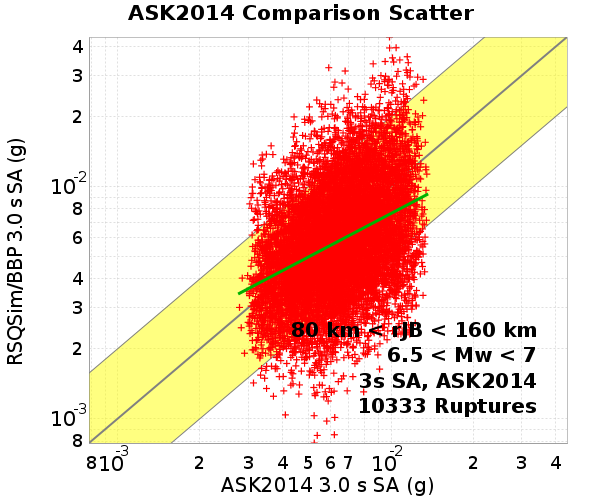 ASK2014 Comparison Scatter
RSQSim/BBP 3.0 s SA (g)
4
3
2
10-2
8
6
4
3
2
10-3
8
80 km < rJB < 160 km
6.5 < Mw < 7
3s SA, ASK2014
10333 Ruptures
8 10-3 2 3 4 5 6 7 10-2 2 3 4
ASK2014 3.0 s SA (g)